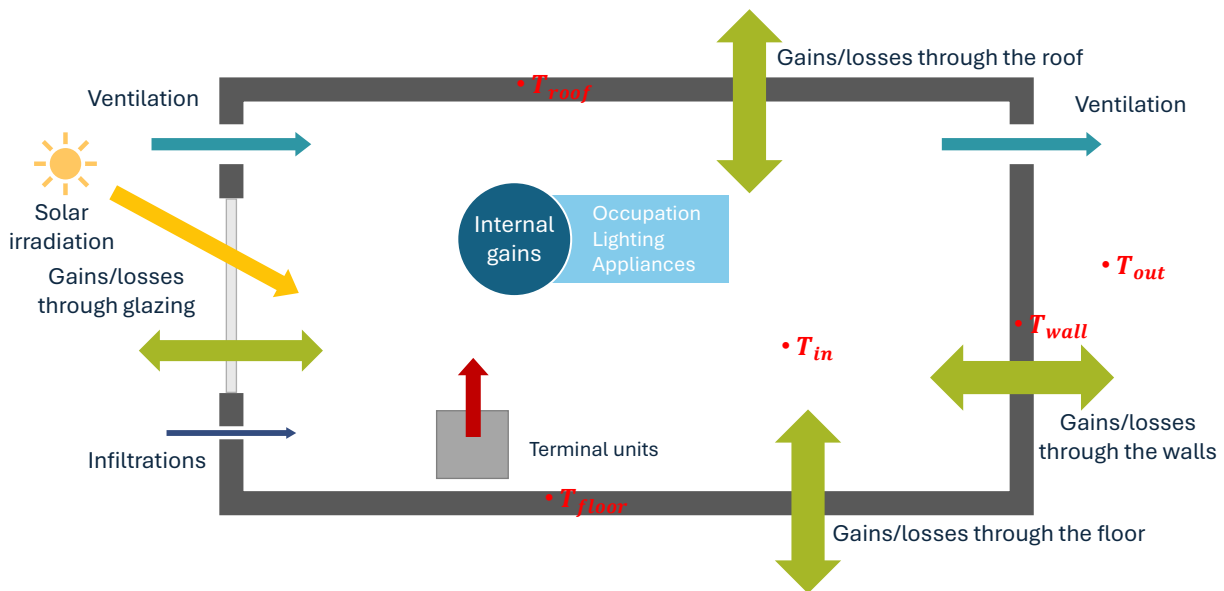 Gains/losses through the roof
T_roof
Ventilation
Ventilation
Solar
irradiation
Internal
gains
Occupation
Lighting
Appliances
Gains/losses
through glazing
T_out
T_wall
T_in
Gains/losses
through the walls
Infiltrations
Terminal units
T_floor
Gains/losses through the floor